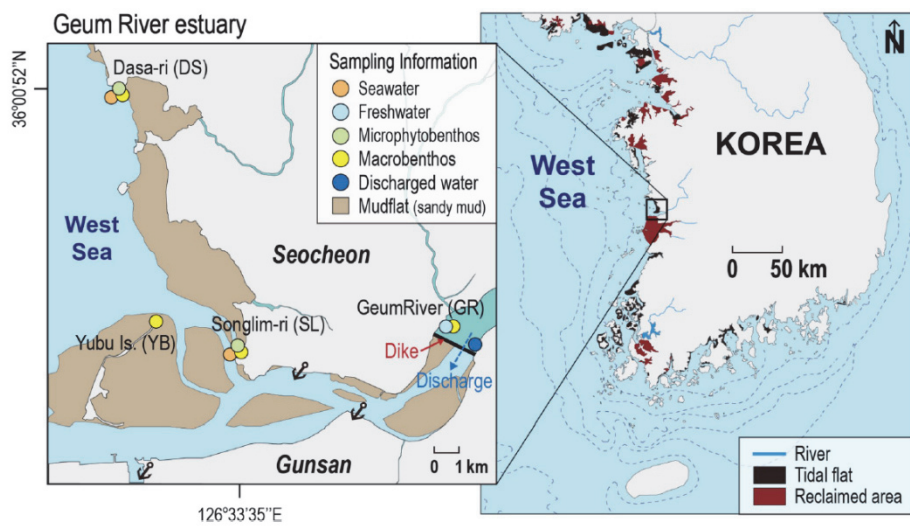 Geum River estuary
36°00'52''N
Dasa-ri (DS)
Sampling Information
Seawater
Freshwater
Microphytobenthos
Macrobenthos
Discharged water
Mudflat (sandy mud)
West
Sea
Seocheon
GeumRiver (GR)
Songlim-ri (SL)
Yubu Is. (YB)
Dike
Discharge
Gunsan
0 1 km
126°33'35''E
N
KOREA
West
Sea
0 50 km
River
Tidal flat
Reclaimed area